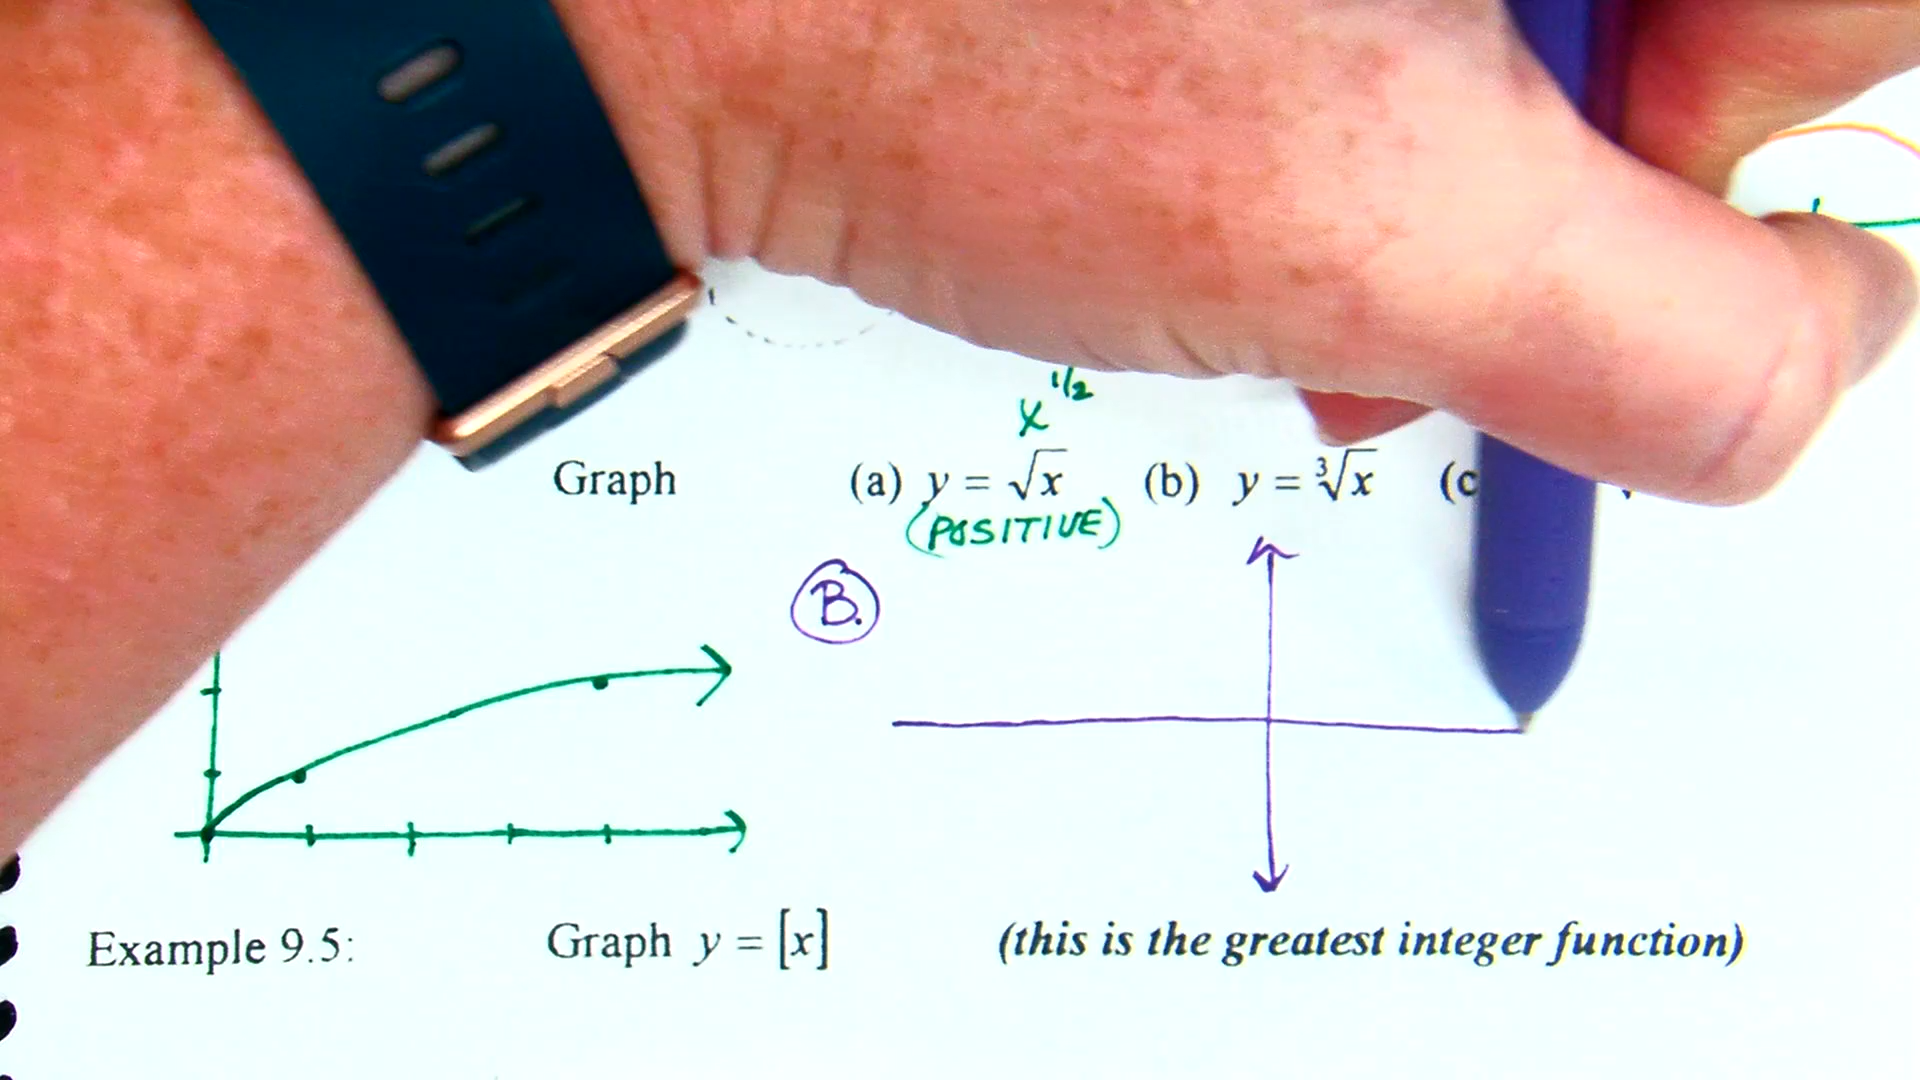 x^1/2
Graph (a) y = √x (b) y = ∛x (c
(POSITIVE)
B.
Example 9.5: Graph y = [x] (this is the greatest integer function)